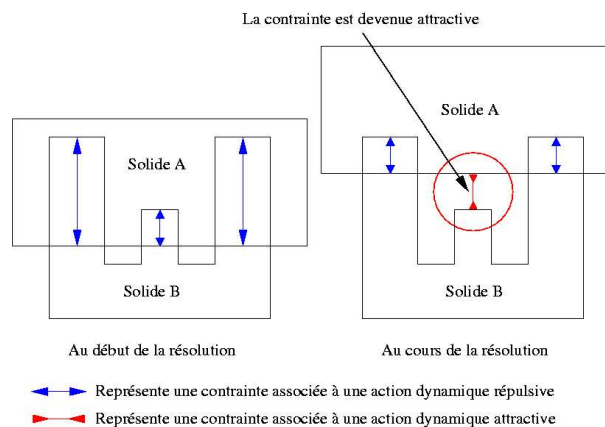 La contrainte est devenue attractive
Solide A
Solide A
Solide B
Solide B
Au début de la résolution
Au cours de la résolution
Représente une contrainte associée à une action dynamique répulsive
Représente une contrainte associée à une action dynamique attractive